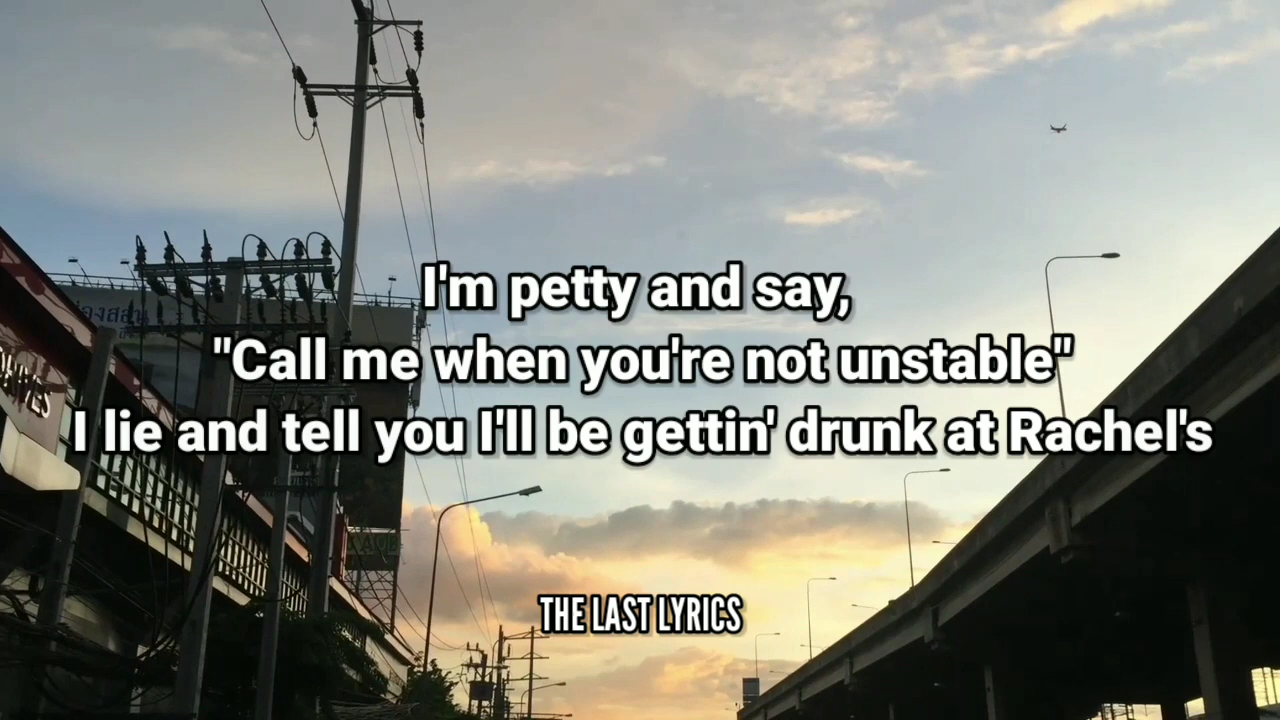 I'm petty and say,
"Call me when you're not unstable"
I lie and tell you I'll be gettin' drunk at Rachel's
THE LAST LYRICS